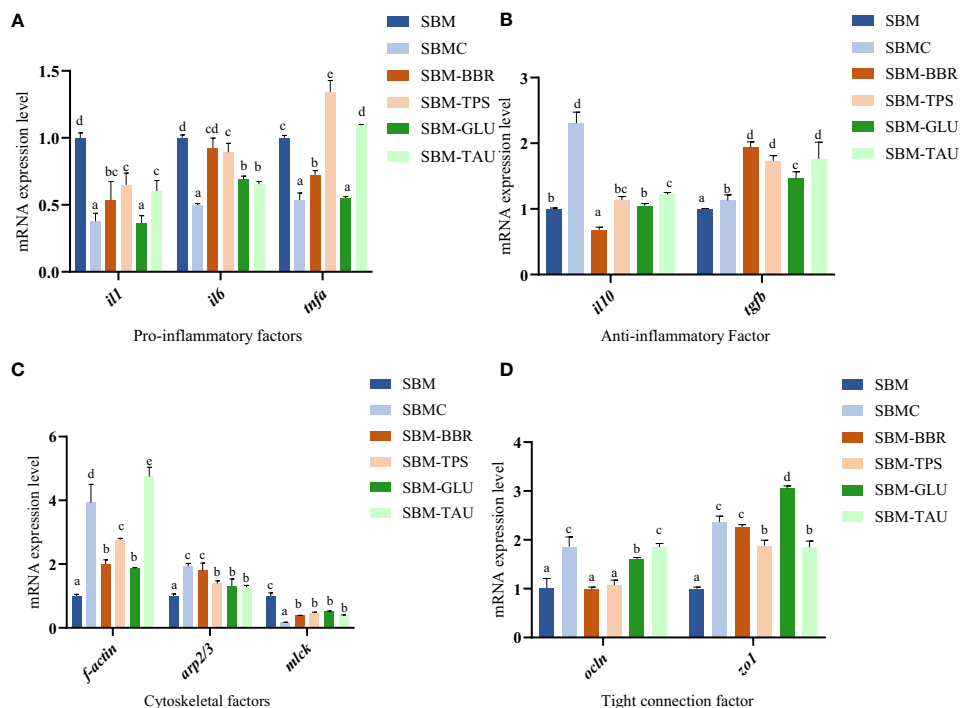 A
SBM
SBMC
SBM-BBR
SBM-TPS
SBM-GLU
SBM-TAU
mRNA expression level
1.5
1.0
0.5
0.0
d a bc c a c
d a cd c b b
c a b e a d
il1 il6 tnfa
Pro-inflammatory factors
B
SBM
SBMC
SBM-BBR
SBM-TPS
SBM-GLU
SBM-TAU
mRNA expression level
3
2
1
0
b d a bc b c
a b d d c d
il10 tgfb
Anti-inflammatory Factor
C
SBM
SBMC
SBM-BBR
SBM-TPS
SBM-GLU
SBM-TAU
mRNA expression level
6
4
2
0
a d b c b e
a c c b b b
c a b b b b
f-actin arp2/3 mlck
Cytoskeletal factors
D
SBM
SBMC
SBM-BBR
SBM-TPS
SBM-GLU
SBM-TAU
mRNA expression level
4
3
2
1
0
a c a a b c
a c c b d b
ocln zo1
Tight connection factor